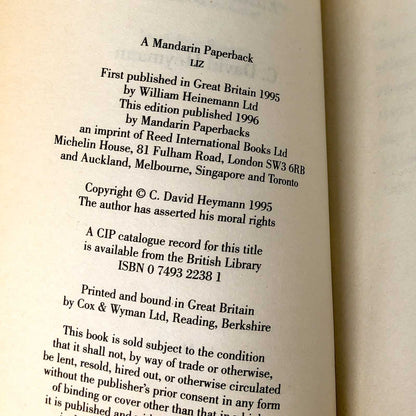 A Mandarin Paperback
LIZ
First published in Great Britain 1995
by William Heinemann Ltd
This edition published 1996
by Mandarin Paperbacks
an imprint of Reed International Books Ltd
Michelin House, 81 Fulham Road, London SW3 6RB
and Auckland, Melbourne, Singapore and Toronto
Copyright © C. David Heymann 1995
The author has asserted his moral rights
A CIP catalogue record for this title
is available from the British Library
ISBN 0 7493 2238 1
Printed and bound in Great Britain
by Cox & Wyman Ltd, Reading, Berkshire
This book is sold subject to the condition
that it shall not, by way of trade or otherwise,
be lent, resold, hired out, or otherwise circulated
without the publisher's prior consent in any form
of binding or cover other than that in which
it is published and